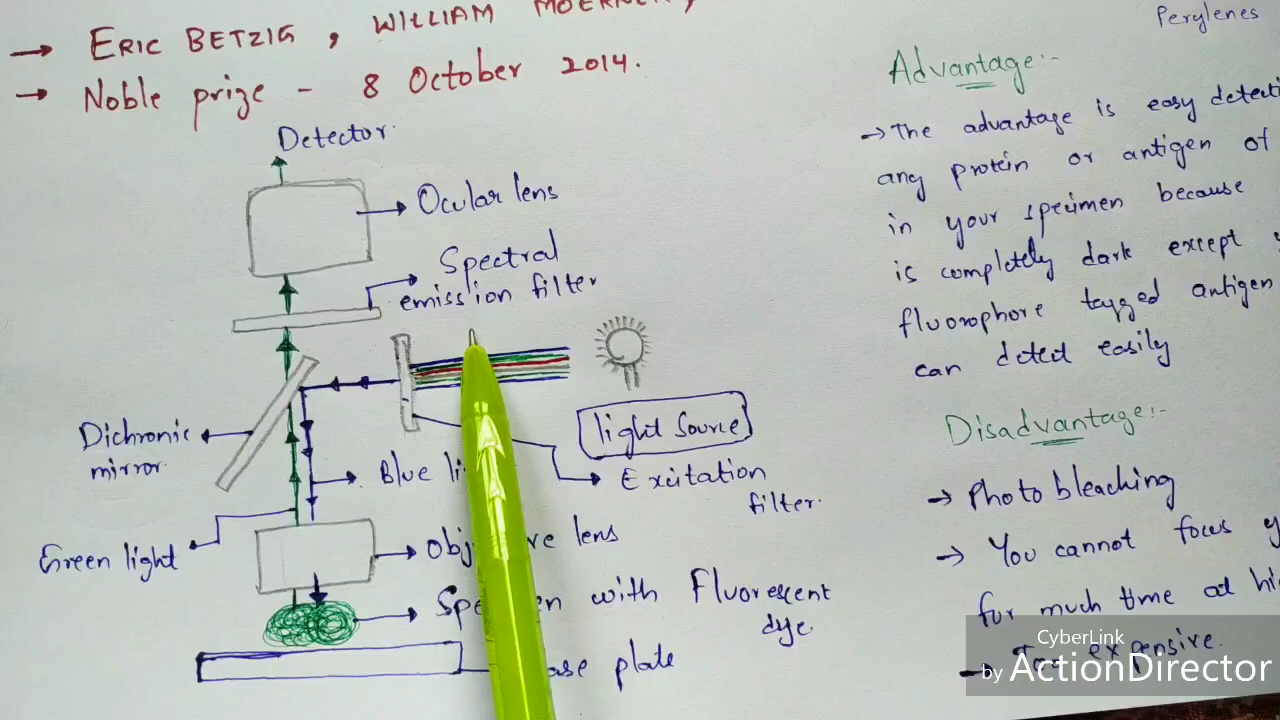 → ERIC BETZIG, WILLIAM
→ Noble prize - 8 October 2014.
Detector.
Ocular lens
Spectral
emission filter
Dichronic
mirror
light Source
Excitation
filter.
Blue
Green light
lens
with Fluorescent
dye.
plate
Perylenes
Advantage:-
→ The advantage is easy
any protein or antigen of
in your specimen because
is completely dark except
fluorophore tagged antigen
can detect easily
Disadvantage:-
→ Photo bleaching
→ You cannot focus
for much time at
expensive.
CyberLink
by ActionDirector